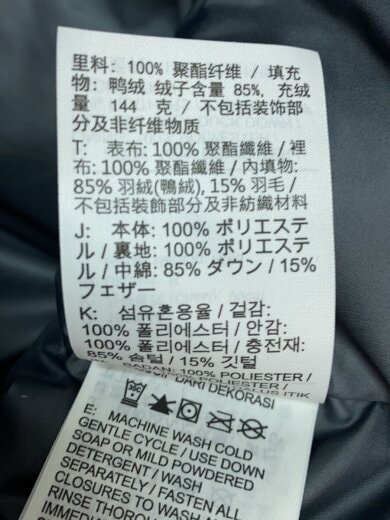 里料: 100% 聚酯纤维 / 填充
物: 鸭绒 绒子含量 85%, 充绒
量 144 克 / 不包括装饰部
分及非纤维物质
T: 表布: 100% 聚酯纖維 / 裡
布: 100% 聚酯纖維 / 內填物:
85% 羽絨(鴨絨), 15% 羽毛 /
不包括裝飾部分及非紡織材料
J: 本体: 100% ポリエステ
ル / 裏地: 100% ポリエステ
ル / 中綿: 85% ダウン / 15%
フェザー
K: 섬유혼용율 / 겉감:
100% 폴리에스터 / 안감:
100% 폴리에스터 / 충전재:
85% 솜털 / 15% 깃털
BADAN: 100% POLIESTER /
POLIESTER /
DAN DEKORASI
E: MACHINE WASH COLD
GENTLE CYCLE / USE DOWN
SOAP OR MILD POWDERED
DETERGENT / WASH
SEPARATELY / FASTEN ALL
CLOSURES TO WASH AND
RINSE THOROUGHLY